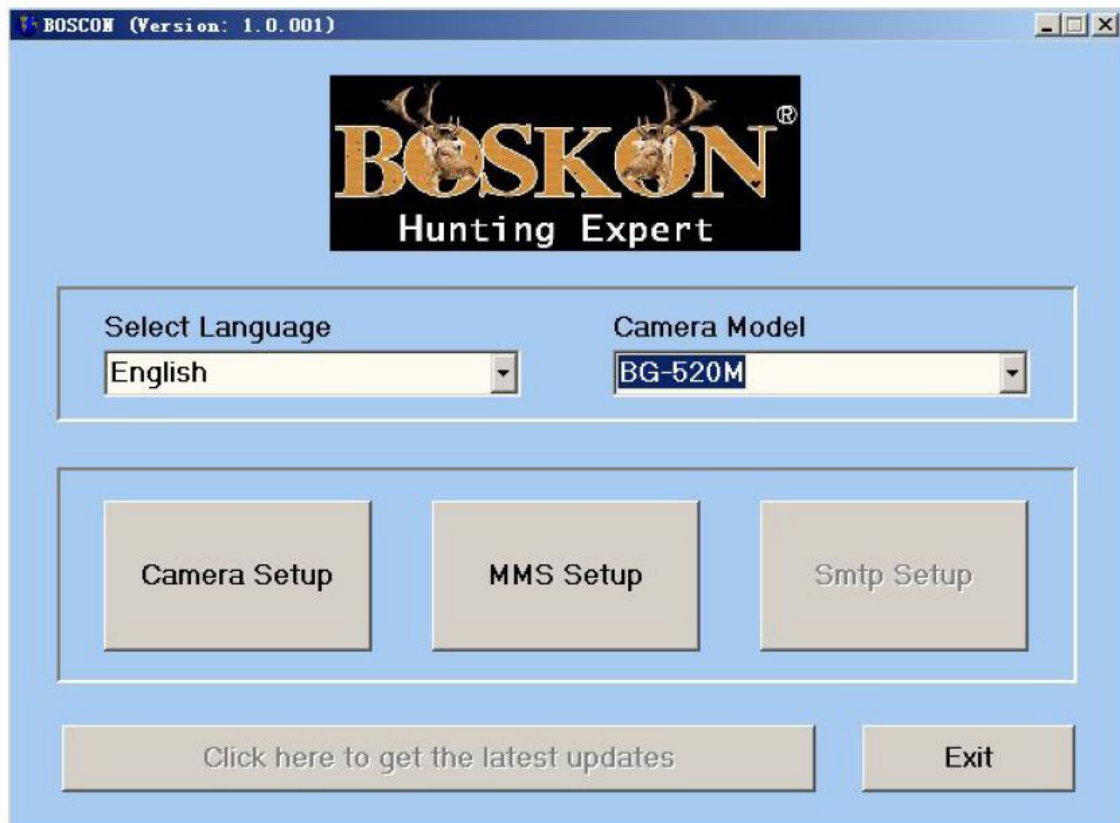 BOSCON (Version: 1.0.001)
BOSKON®
Hunting Expert
Select Language
Camera Model
English
BG-520M
Camera Setup
MMS Setup
Smtp Setup
Click here to get the latest updates
Exit